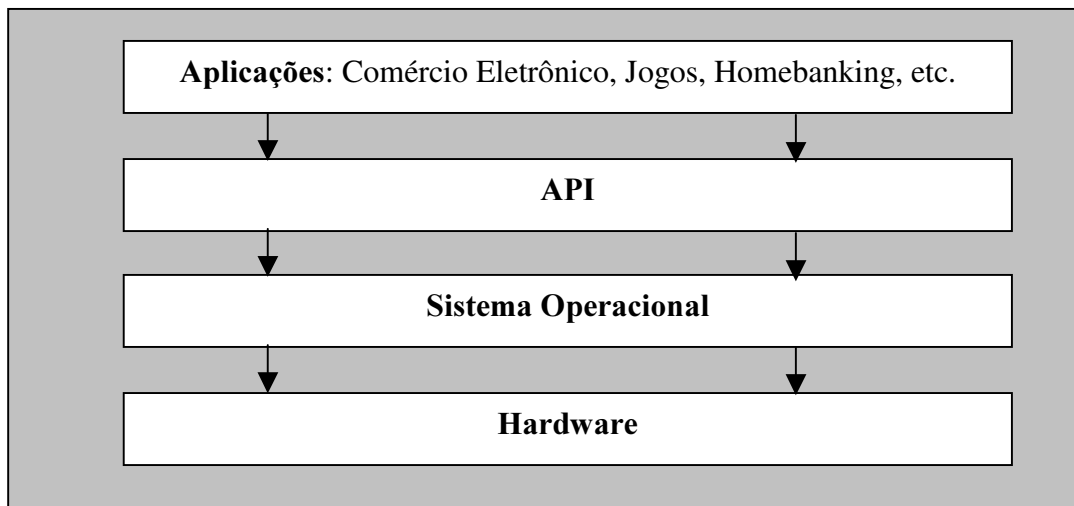 Aplicações: Comércio Eletrônico, Jogos, Homebanking, etc.
API
Sistema Operacional
Hardware